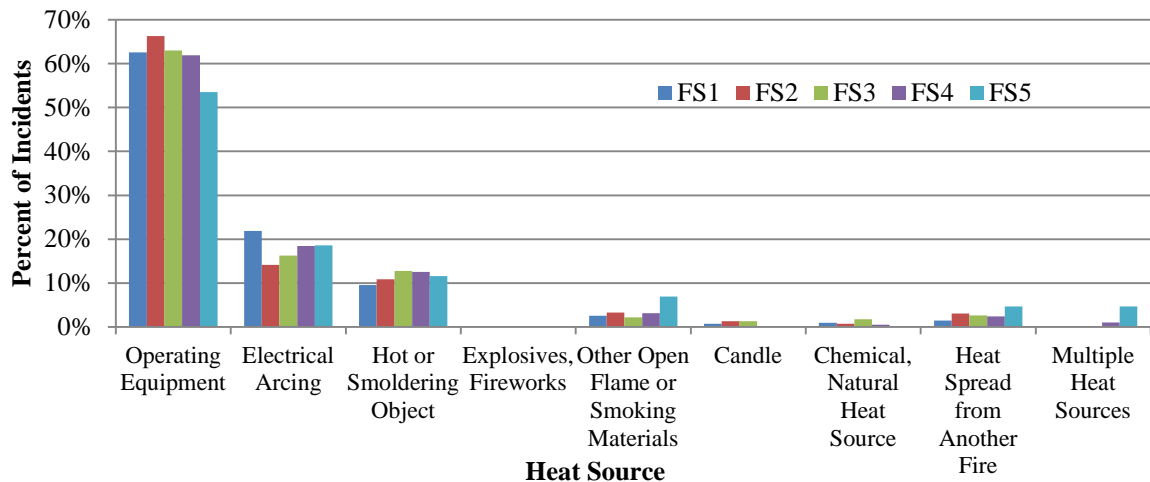 70%
60%
50%
40%
30%
20%
10%
0%
Percent of Incidents
FS1 FS2 FS3 FS4 FS5
Operating
Equipment
Electrical
Arcing
Hot or
Smoldering
Object
Explosives,
Fireworks
Other Open
Flame or
Smoking
Materials
Candle
Chemical,
Natural
Heat
Source
Heat
Spread
from
Another
Fire
Multiple
Heat
Sources
Heat Source